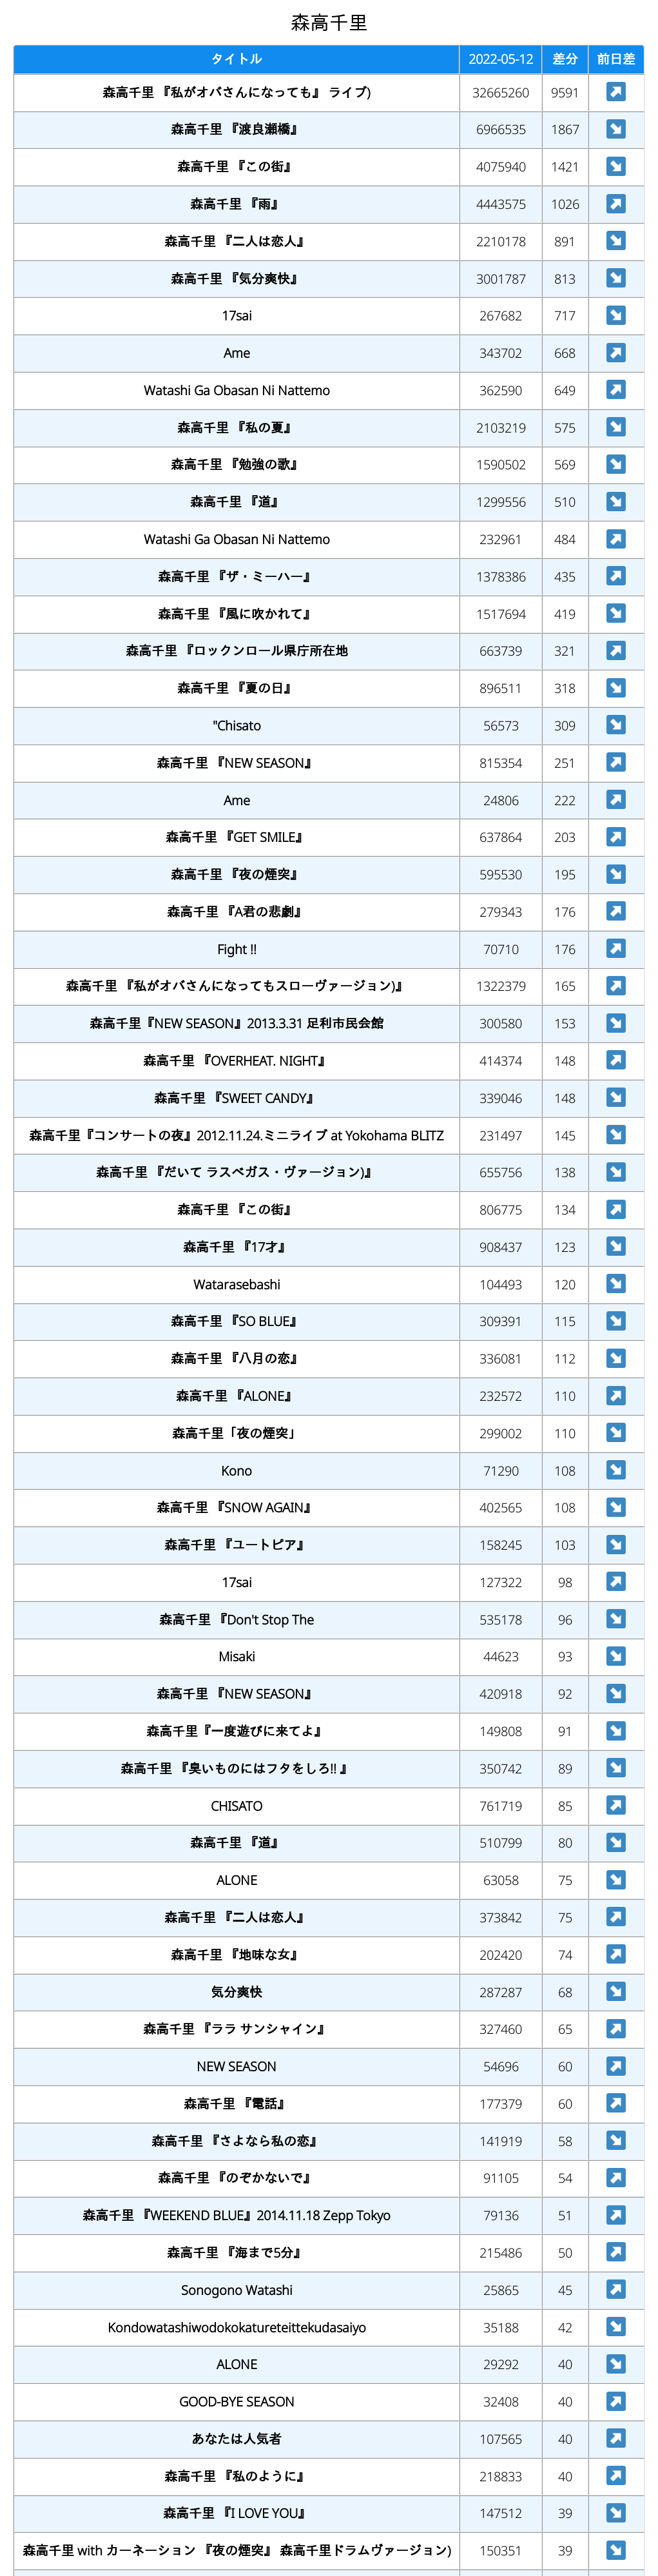 森高千里
タイトル 2022-05-12 差分 前日差
森高千里 『私がオバさんになっても』 ライブ) 32665260 9591 ↗
森高千里 『渡良瀬橋』 6966535 1867 ↘
森高千里 『この街』 4075940 1421 ↘
森高千里 『雨』 4443575 1026 ↗
森高千里 『二人は恋人』 2210178 891 ↘
森高千里 『気分爽快』 3001787 813 ↘
17sai 267682 717 ↘
Ame 343702 668 ↗
Watashi Ga Obasan Ni Nattemo 362590 649 ↗
森高千里 『私の夏』 2103219 575 ↘
森高千里 『勉強の歌』 1590502 569 ↘
森高千里 『道』 1299556 510 ↘
Watashi Ga Obasan Ni Nattemo 232961 484 ↗
森高千里 『ザ・ミーハー』 1378386 435 ↗
森高千里 『風に吹かれて』 1517694 419 ↘
森高千里 『ロックンロール県庁所在地 663739 321 ↗
森高千里 『夏の日』 896511 318 ↘
"Chisato 56573 309 ↘
森高千里 『NEW SEASON』 815354 251 ↗
Ame 24806 222 ↗
森高千里 『GET SMILE』 637864 203 ↗
森高千里 『夜の煙突』 595530 195 ↘
森高千里 『A君の悲劇』 279343 176 ↗
Fight !! 70710 176 ↗
森高千里 『私がオバさんになってもスローヴァージョン)』 1322379 165 ↗
森高千里『NEW SEASON』2013.3.31 足利市民会館 300580 153 ↘
森高千里 『OVERHEAT. NIGHT』 414374 148 ↗
森高千里 『SWEET CANDY』 339046 148 ↘
森高千里『コンサートの夜』2012.11.24.ミニライブ at Yokohama BLITZ 231497 145 ↘
森高千里 『だいて ラスベガス・ヴァージョン)』 655756 138 ↘
森高千里 『この街』 806775 134 ↗
森高千里 『17才』 908437 123 ↘
Watarasebashi 104493 120 ↘
森高千里 『SO BLUE』 309391 115 ↘
森高千里 『八月の恋』 336081 112 ↘
森高千里 『ALONE』 232572 110 ↗
森高千里「夜の煙突」 299002 110 ↘
Kono 71290 108 ↘
森高千里 『SNOW AGAIN』 402565 108 ↘
森高千里 『ユートピア』 158245 103 ↘
17sai 127322 98 ↗
森高千里 『Don't Stop The 535178 96 ↘
Misaki 44623 93 ↘
森高千里 『NEW SEASON』 420918 92 ↘
森高千里『一度遊びに来てよ』 149808 91 ↘
森高千里 『臭いものにはフタをしろ!! 』 350742 89 ↘
CHISATO 761719 85 ↗
森高千里 『道』 510799 80 ↘
ALONE 63058 75 ↘
森高千里 『二人は恋人』 373842 75 ↗
森高千里 『地味な女』 202420 74 ↗
気分爽快 287287 68 ↘
森高千里 『ララ サンシャイン』 327460 65 ↗
NEW SEASON 54696 60 ↗
森高千里 『電話』 177379 60 ↗
森高千里 『さよなら私の恋』 141919 58 ↘
森高千里 『のぞかないで』 91105 54 ↗
森高千里 『WEEKEND BLUE』2014.11.18 Zepp Tokyo 79136 51 ↗
森高千里 『海まで5分』 215486 50 ↗
Sonogono Watashi 25865 45 ↗
Kondowatashiwodokokatureteittekudasaiyo 35188 42 ↘
ALONE 29292 40 ↘
GOOD-BYE SEASON 32408 40 ↗
あなたは人気者 107565 40 ↗
森高千里 『私のように』 218833 40 ↗
森高千里 『I LOVE YOU』 147512 39 ↘
森高千里 with カーネーション 『夜の煙突』 森高千里ドラムヴァージョン) 150351 39 ↘